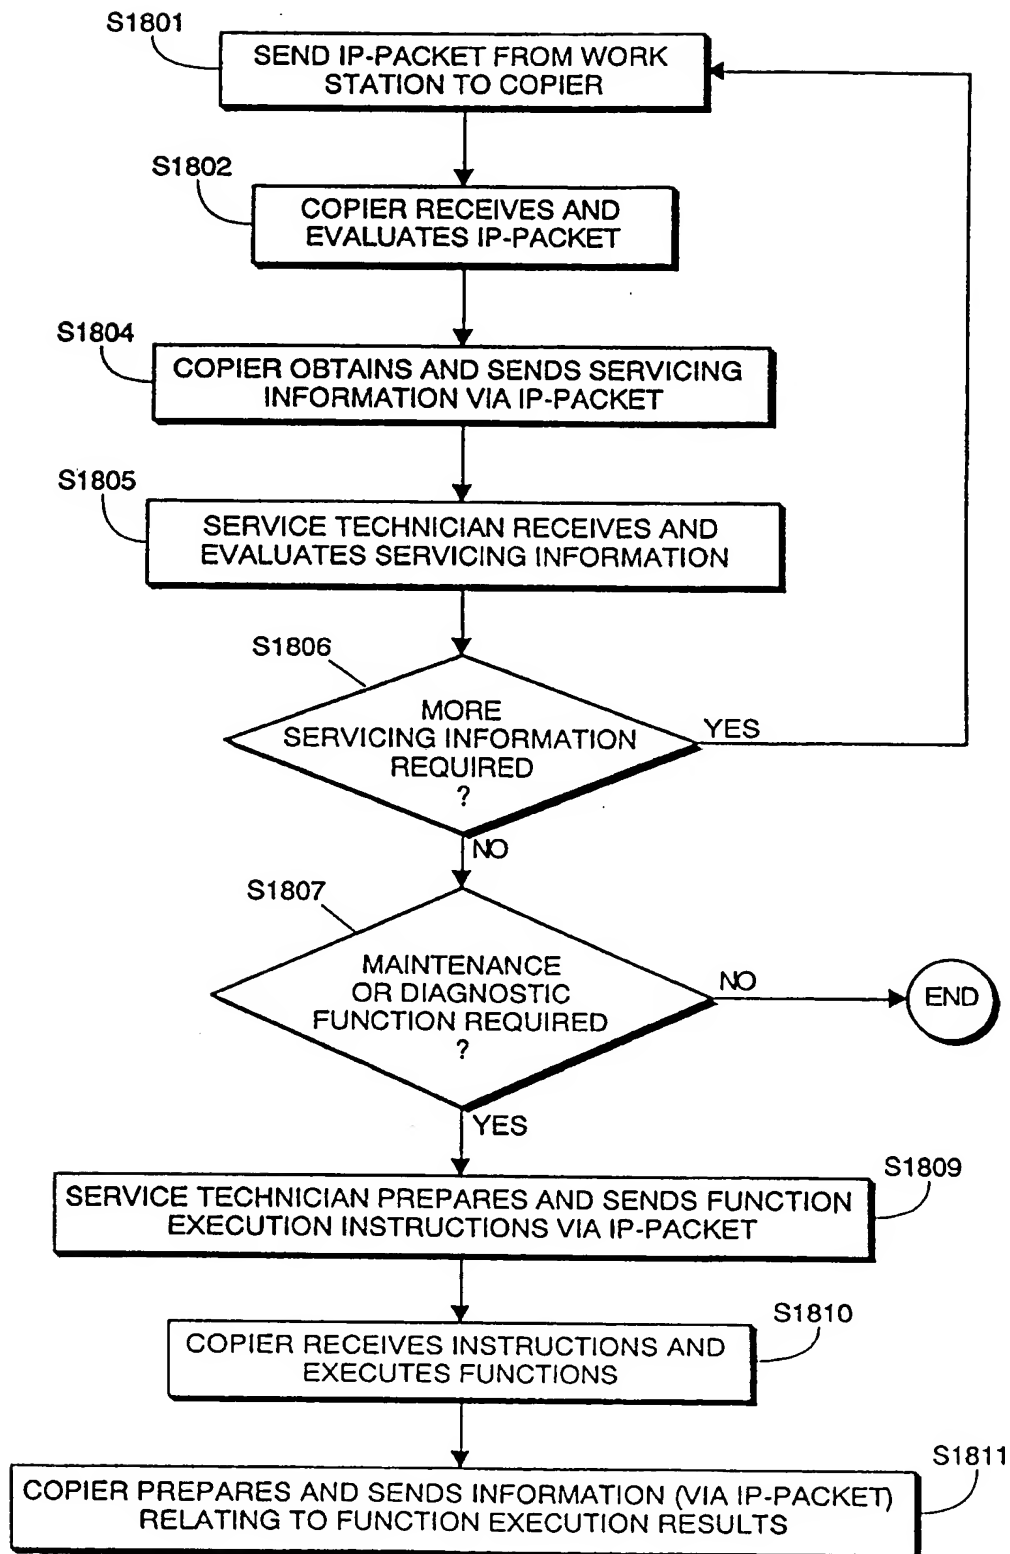 S1801
SEND IP-PACKET FROM WORK
STATION TO COPIER
S1802
COPIER RECEIVES AND
EVALUATES IP-PACKET
S1804
COPIER OBTAINS AND SENDS SERVICING
INFORMATION VIA IP-PACKET
S1805
SERVICE TECHNICIAN RECEIVES AND
EVALUATES SERVICING INFORMATION
S1806
MORE
SERVICING INFORMATION
REQUIRED
?
YES
NO
S1807
MAINTENANCE
OR DIAGNOSTIC
FUNCTION REQUIRED
?
NO
END
YES
S1809
SERVICE TECHNICIAN PREPARES AND SENDS FUNCTION
EXECUTION INSTRUCTIONS VIA IP-PACKET
S1810
COPIER RECEIVES INSTRUCTIONS AND
EXECUTES FUNCTIONS
S1811
COPIER PREPARES AND SENDS INFORMATION (VIA IP-PACKET)
RELATING TO FUNCTION EXECUTION RESULTS